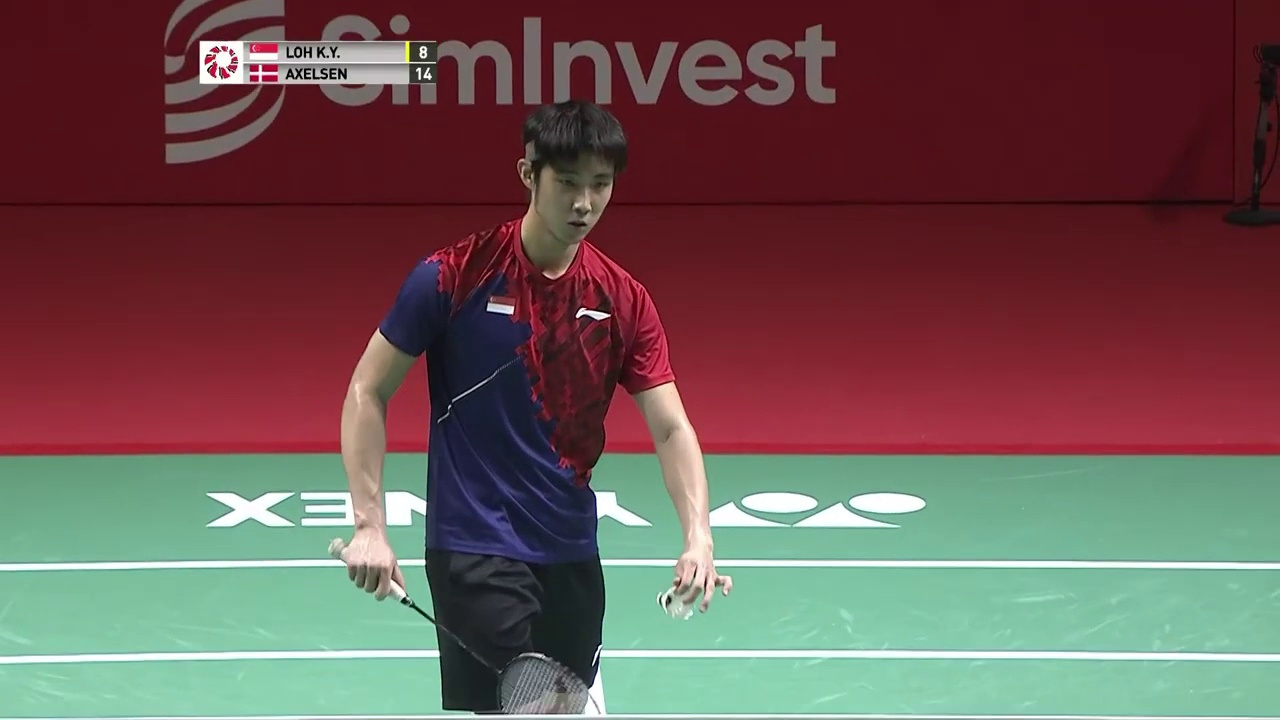 SimInvest
LOH K.Y. 8
AXELSEN 14
YONEX